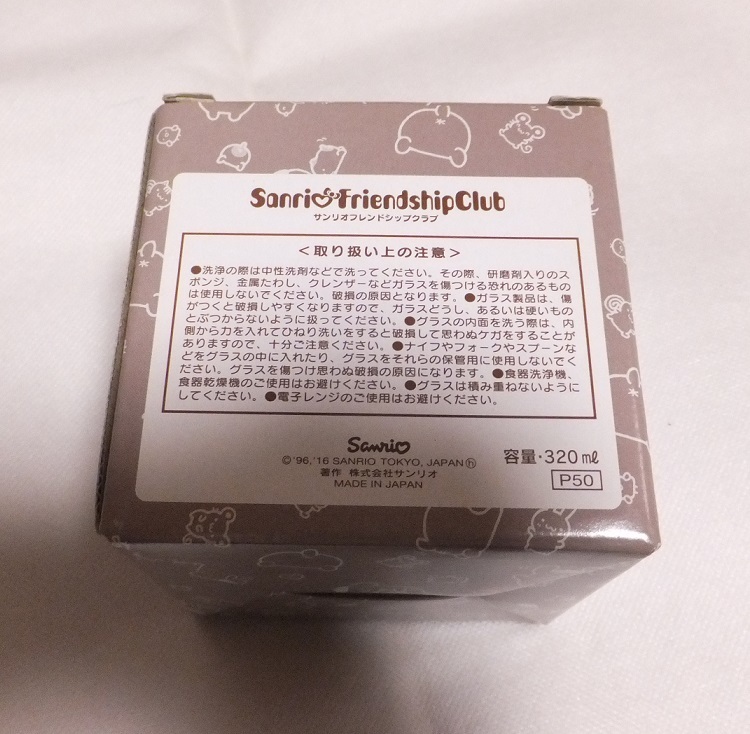 Sanrio Friendship Club
サンリオフレンドシップクラブ
<取り扱い上の注意>
●洗浄の際は中性洗剤などで洗ってください。その際、研磨剤入りのス
ポンジ、金属たわし、クレンザーなどガラスを傷つける恐れのあるもの
は使用しないでください。破損の原因となります。●ガラス製品は、傷
がつくと破損しやすくなりますので、ガラスどうし、あるいは硬いもの
とぶつからないように扱ってください。●グラスの内面を洗う際は、内
側から力を入れてひねり洗いをすると破損して思わぬケガをすることが
ありますので、十分ご注意ください。●ナイフやフォークやスプーンな
どをグラスの中に入れたり、グラスをそれらの保管用に使用しないでく
ださい。グラスを傷つけ思わぬ破損の原因になります。●食器洗浄機、
食器乾燥機のご使用はお避けください。●グラスは積み重ねないように
してください。●電子レンジのご使用はお避けください。
Sanrio
©'96,'16 SANRIO TOKYO, JAPAN ⓗ
著作 株式会社サンリオ
MADE IN JAPAN
容量・320㎖
P50